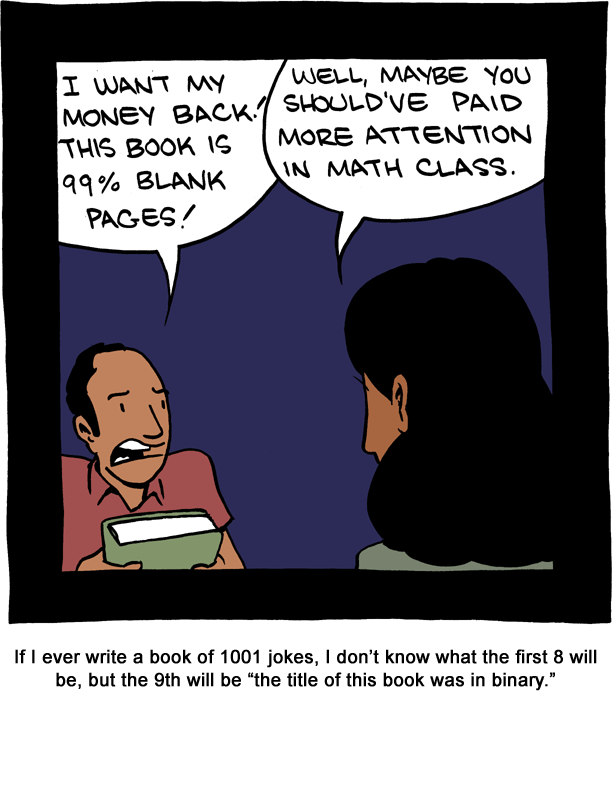 I WANT MY
MONEY BACK!
THIS BOOK IS
99% BLANK
PAGES!
WELL, MAYBE YOU
SHOULD'VE PAID
MORE ATTENTION
IN MATH CLASS.
If I ever write a book of 1001 jokes, I don’t know what the first 8 will
be, but the 9th will be “the title of this book was in binary.”